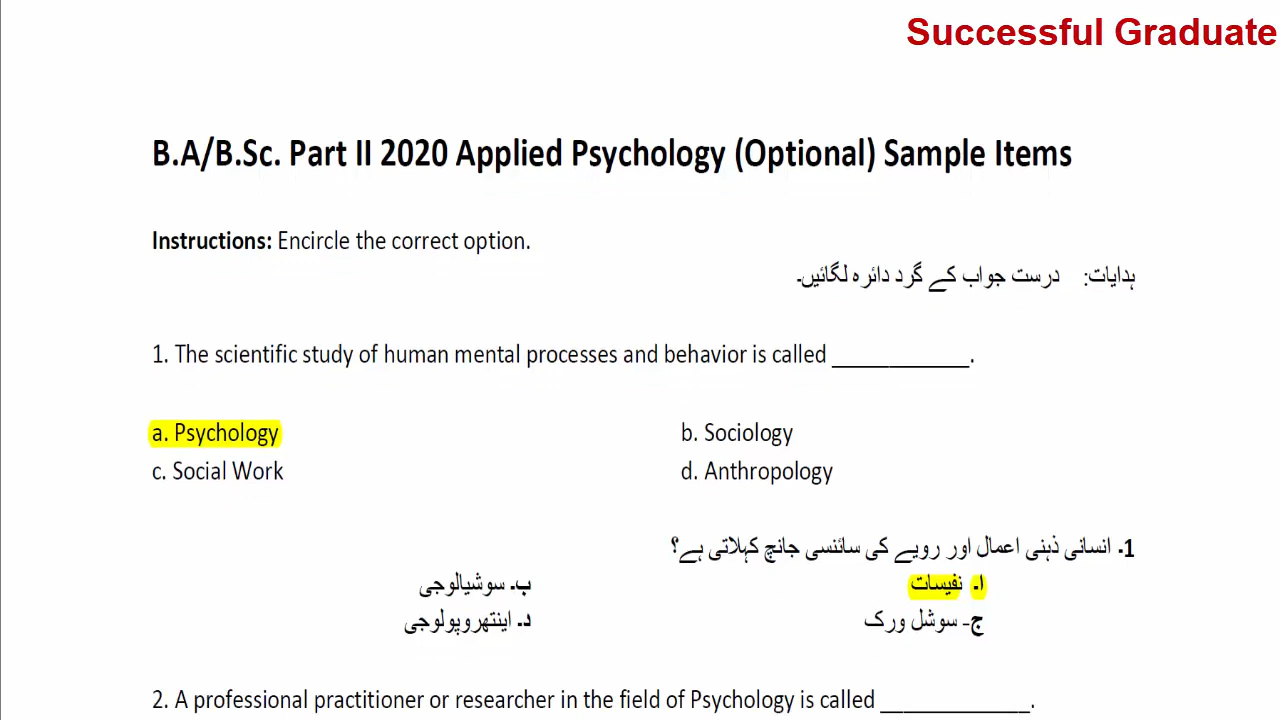 Successful Graduate
B.A/B.Sc. Part II 2020 Applied Psychology (Optional) Sample Items
Instructions: Encircle the correct option.
ہدایات: درست جواب کے گرد دائرہ لگائیں۔
1. The scientific study of human mental processes and behavior is called ____________.
a. Psychology b. Sociology
c. Social Work d. Anthropology
1۔ انسانی ذہنی اعمال اور رویے کی سائنسی جانچ کہلاتی ہے؟
ا۔ نفیسات ب۔ سوشیالوجی
ج۔ سوشل ورک د۔ اینتھروپولوجی
2. A professional practitioner or researcher in the field of Psychology is called _____________.